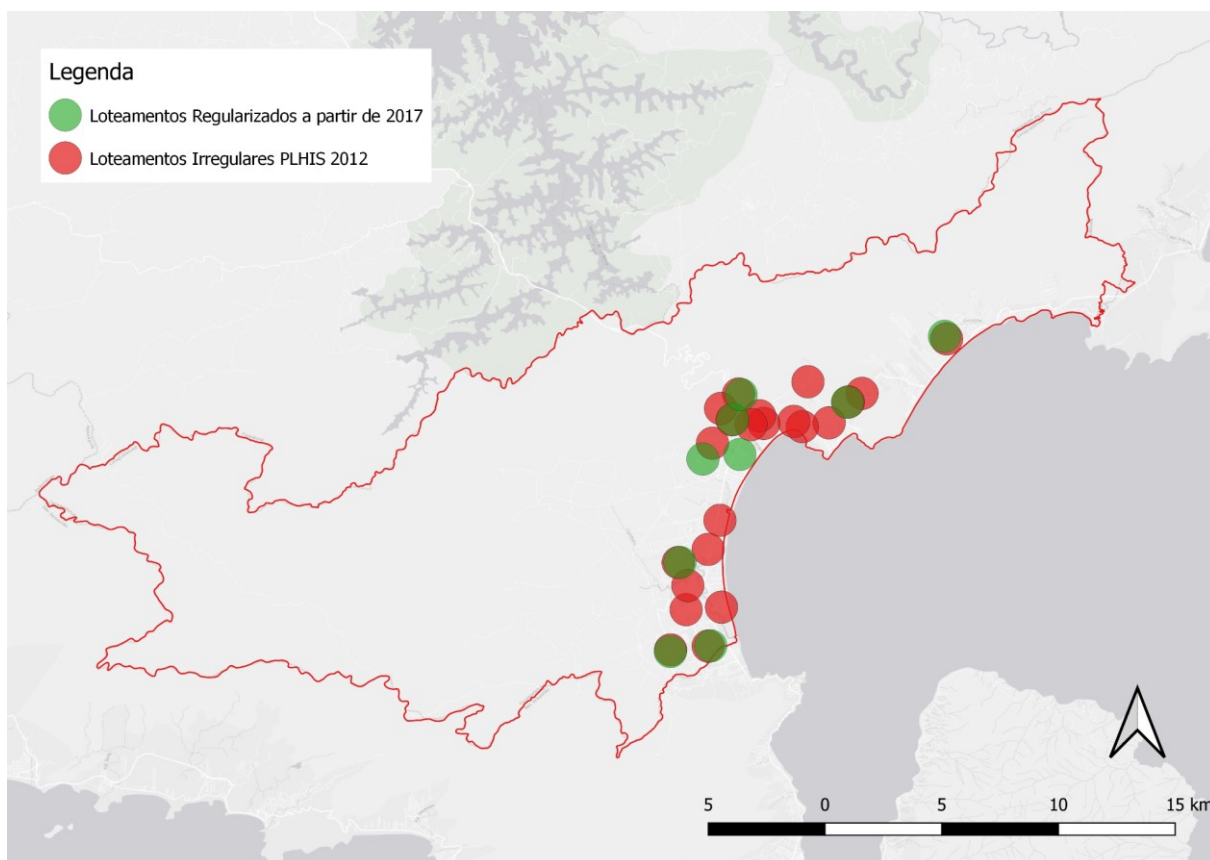 Legenda
Loteamentos Regularizados a partir de 2017
Loteamentos Irregulares PLHIS 2012
5 0 5 10 15 km